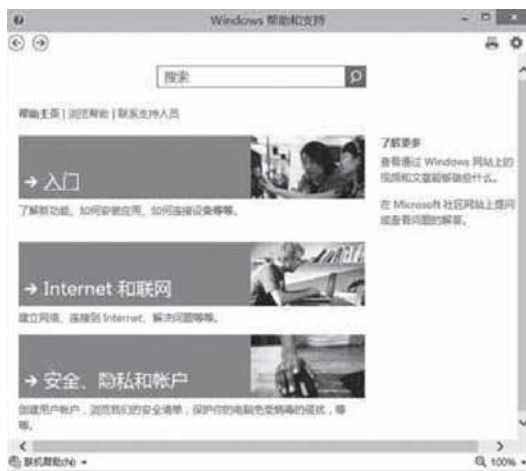 Windows 帮助和支持
搜索
帮助主页 | 浏览帮助 | 联系支持人员
→ 入门
了解新功能、如何安装应用、如何连接设备等等。
→ Internet 和联网
建立网络、连接到 Internet、解决问题等等。
→ 安全、隐私和帐户
创建用户帐户，浏览我们的安全清单，保护你的电脑免受病毒的侵扰，等
等。
了解更多
查看通过 Windows 网站上的
视频和文章能够做些什么。
在 Microsoft 社区网站上提问
或查看问题的解答。
联机帮助(N)
100%